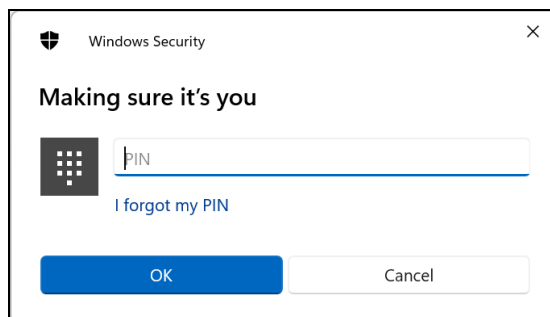 Windows Security
Making sure it's you
PIN
I forgot my PIN
OK
Cancel